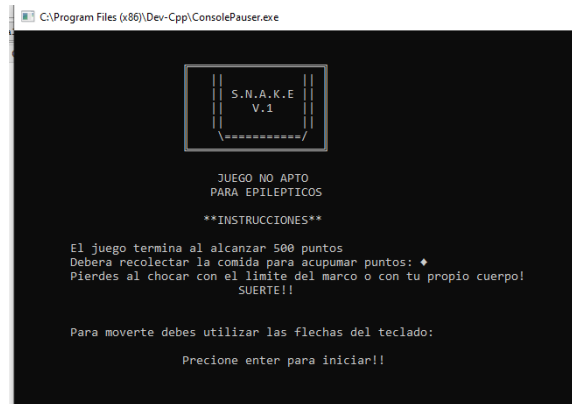 C:\Program Files (x86)\Dev-Cpp\ConsolePauser.exe
S.N.A.K.E
V.1
\===========/
JUEGO NO APTO
PARA EPILEPTICOS
**INSTRUCCIONES**
El juego termina al alcanzar 500 puntos
Debera recolectar la comida para acupumar puntos: ♦
Pierdes al chocar con el limite del marco o con tu propio cuerpo!
SUERTE!!
Para moverte debes utilizar las flechas del teclado:
Precione enter para iniciar!!